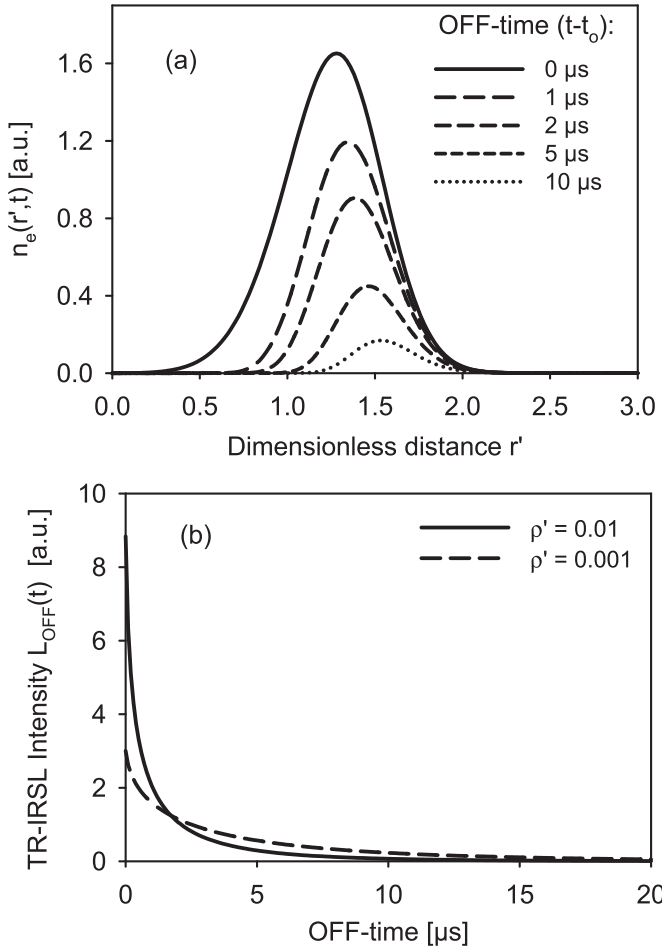 (a)
OFF-time (t-t₀):
0 µs
1 µs
2 µs
5 µs
10 µs
nₑ(r',t) [a.u.]
1.6
1.2
0.8
0.4
0.0
0.0 0.5 1.0 1.5 2.0 2.5 3.0
Dimensionless distance r'
(b)
ρ' = 0.01
ρ' = 0.001
TR-IRSL Intensity L_OFF(t) [a.u.]
10
8
6
4
2
0
0 5 10 15 20
OFF-time [µs]